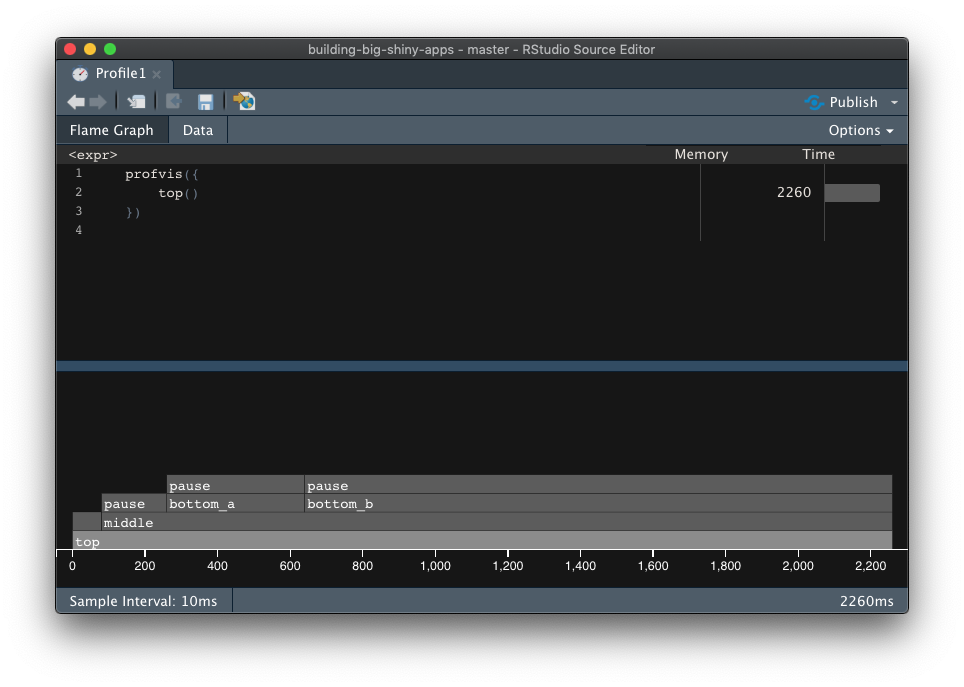 building-big-shiny-apps - master - RStudio Source Editor
Profile1
Publish
Flame Graph Data Options
<expr> Memory Time
1 profvis({
2 top() 2260
3 })
4
pause pause
pause bottom_a bottom_b
middle
top
0 200 400 600 800 1,000 1,200 1,400 1,600 1,800 2,000 2,200
Sample Interval: 10ms 2260ms